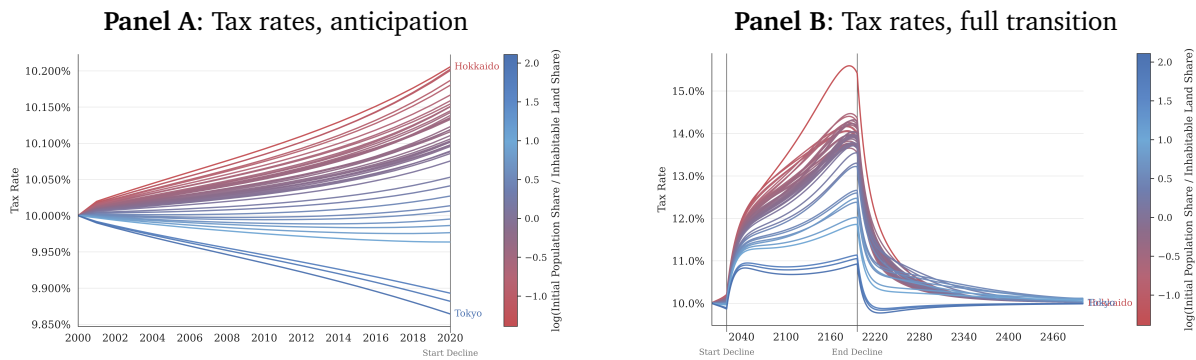 Panel A: Tax rates, anticipation
Tax Rate
10.200%
10.150%
10.100%
10.050%
10.000%
9.950%
9.900%
9.850%
2000 2002 2004 2006 2008 2010 2012 2014 2016 2018 2020
Start Decline
Hokkaido
Tokyo
2.0
1.5
1.0
0.5
0.0
−0.5
−1.0
log(Initial Population Share / Inhabitable Land Share)
Panel B: Tax rates, full transition
Tax Rate
15.0%
14.0%
13.0%
12.0%
11.0%
10.0%
2040 2100 2160 2220 2280 2340 2400 2460
Start Decline End Decline
Hokkaido
Tokyo
2.0
1.5
1.0
0.5
0.0
−0.5
−1.0
log(Initial Population Share / Inhabitable Land Share)